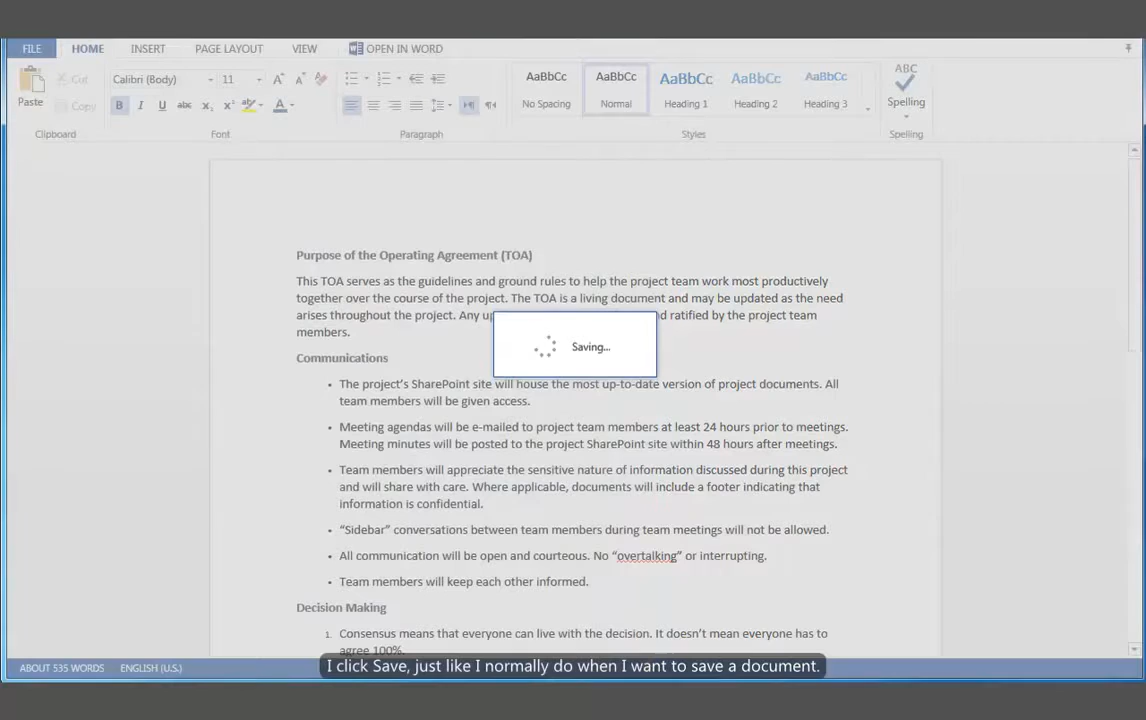 FILE HOME INSERT PAGE LAYOUT VIEW OPEN IN WORD
Paste
Cut
Copy
Clipboard
Calibri (Body) 11
Font
Paragraph
AaBbCc AaBbCc AaBbCc AaBbCc AaBbCc
No Spacing Normal Heading 1 Heading 2 Heading 3
Styles
ABC
Spelling
Spelling
Purpose of the Operating Agreement (TOA)
This TOA serves as the guidelines and ground rules to help the project team work most productively
together over the course of the project. The TOA is a living document and may be updated as the need
arises throughout the project. Any up
d ratified by the project team
members.
Saving...
Communications
• The project's SharePoint site will house the most up-to-date version of project documents. All
team members will be given access.
• Meeting agendas will be e-mailed to project team members at least 24 hours prior to meetings.
Meeting minutes will be posted to the project SharePoint site within 48 hours after meetings.
• Team members will appreciate the sensitive nature of information discussed during this project
and will share with care. Where applicable, documents will include a footer indicating that
information is confidential.
• “Sidebar” conversations between team members during team meetings will not be allowed.
• All communication will be open and courteous. No “overtalking” or interrupting.
• Team members will keep each other informed.
Decision Making
1. Consensus means that everyone can live with the decision. It doesn't mean everyone has to
agree 100%.
I click Save, just like I normally do when I want to save a document.
ABOUT 535 WORDS ENGLISH (U.S.)